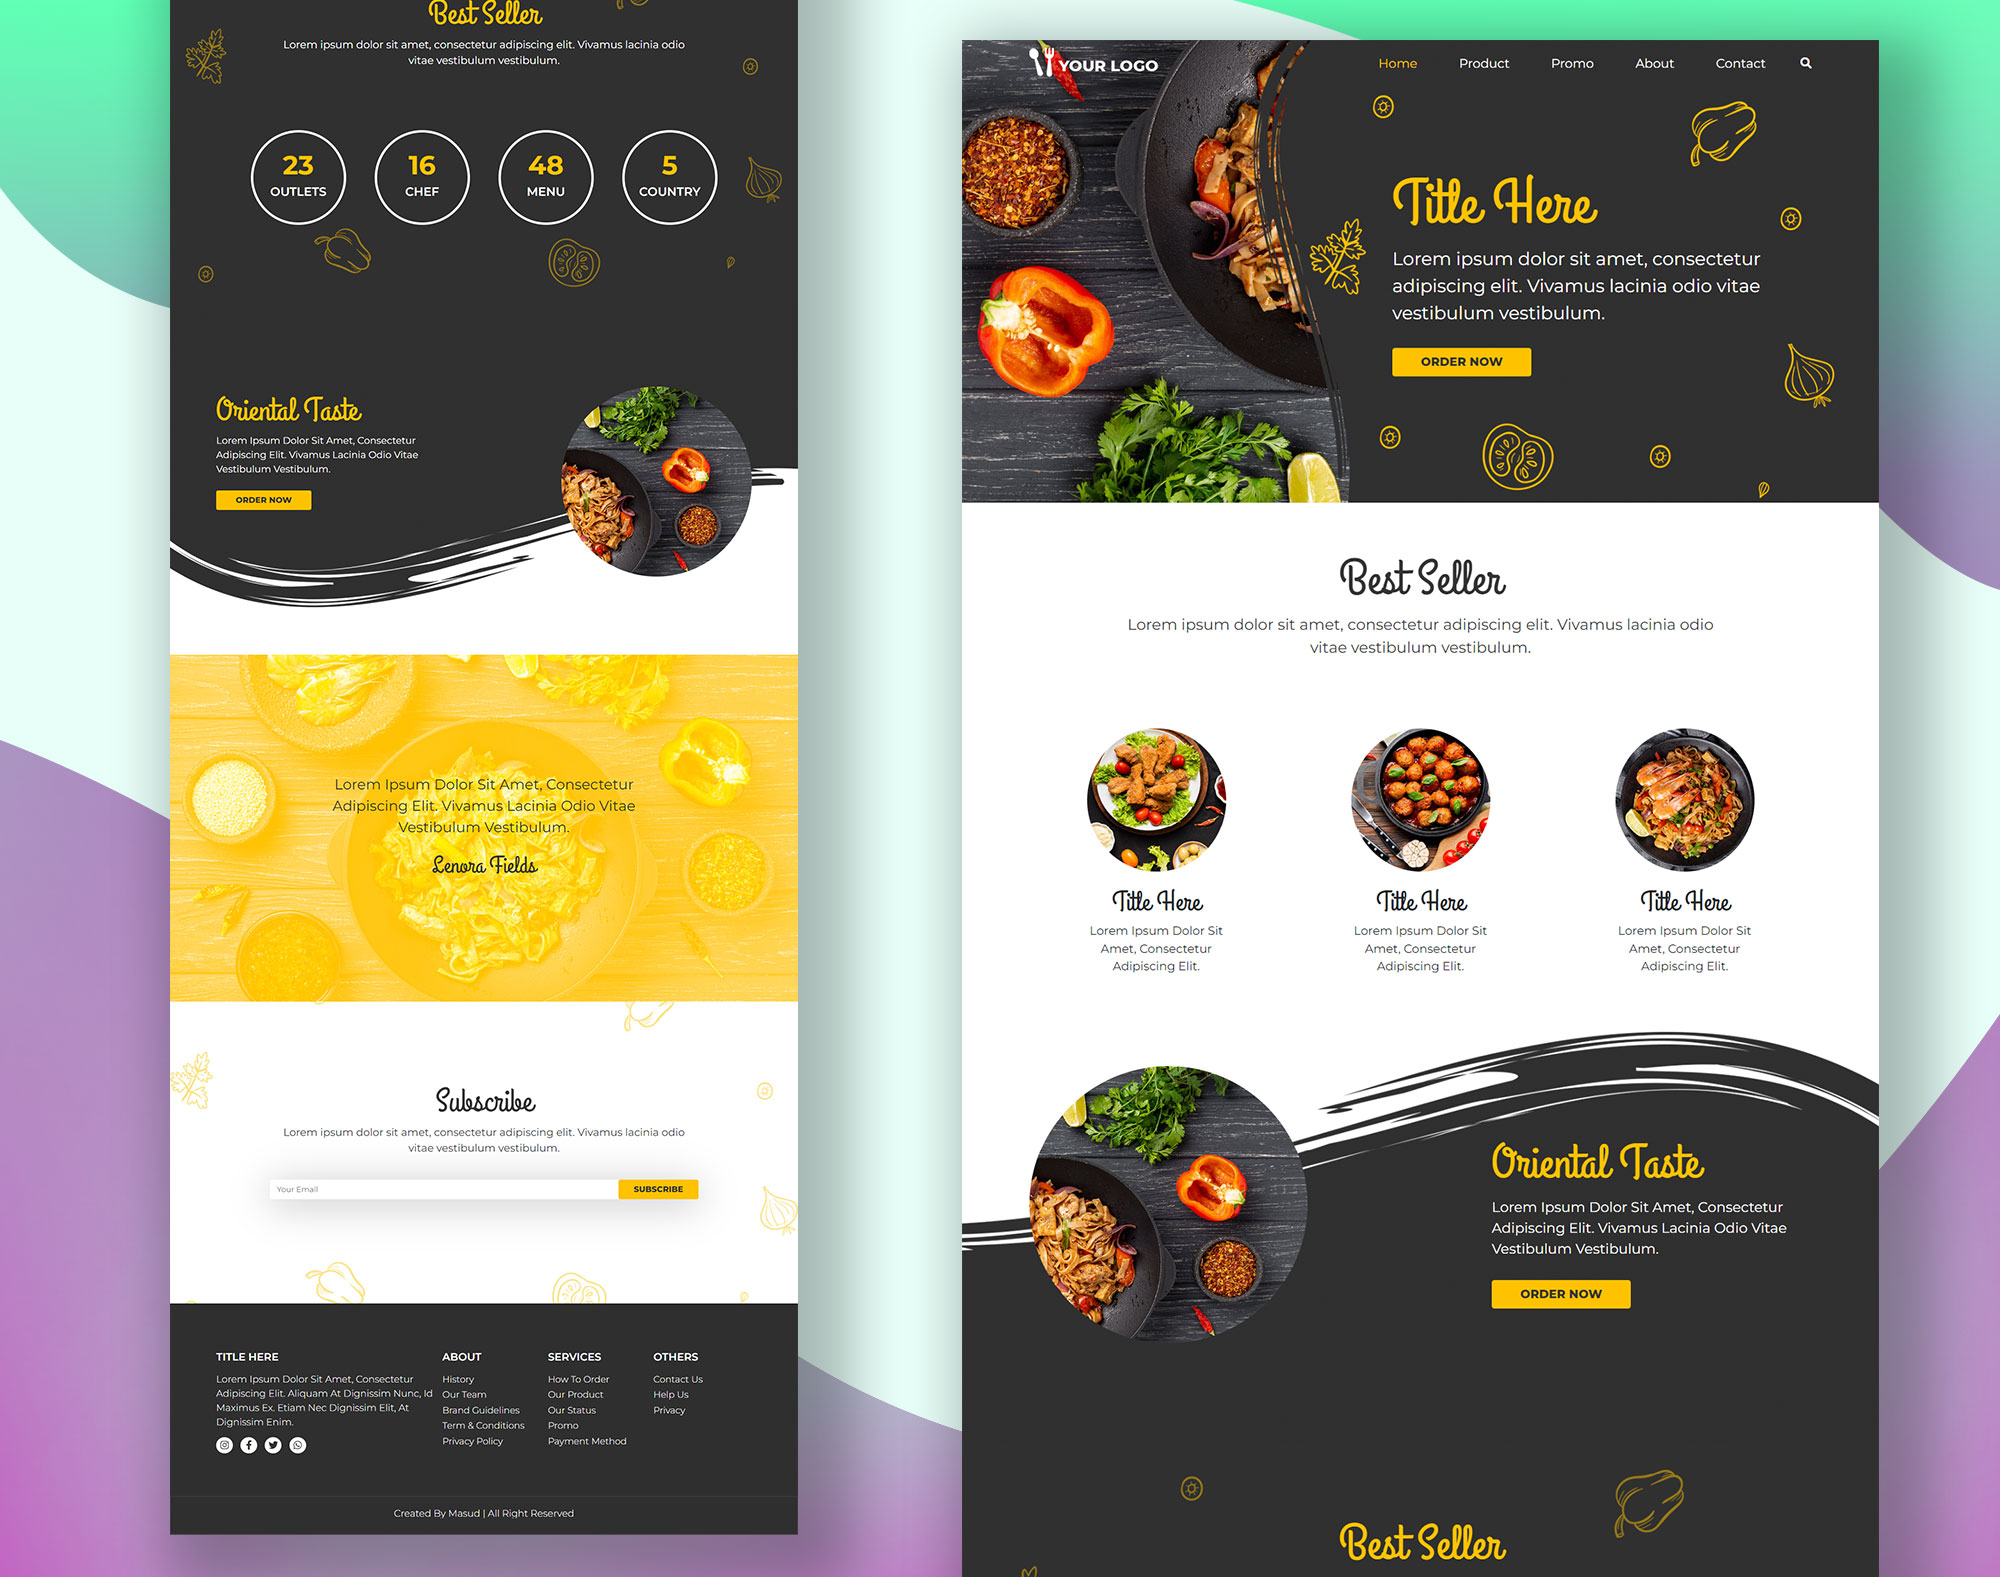 Best Seller
Lorem ipsum dolor sit amet, consectetur adipiscing elit. Vivamus lacinia odio
vitae vestibulum vestibulum.
23
OUTLETS
16
CHEF
48
MENU
5
COUNTRY
Oriental Taste
Lorem Ipsum Dolor Sit Amet, Consectetur
Adipiscing Elit. Vivamus Lacinia Odio Vitae
Vestibulum Vestibulum.
ORDER NOW
Lorem Ipsum Dolor Sit Amet, Consectetur
Adipiscing Elit. Vivamus Lacinia Odio Vitae
Vestibulum Vestibulum.
Lenora Fields
Subscribe
Lorem ipsum dolor sit amet, consectetur adipiscing elit. Vivamus lacinia odio
vitae vestibulum vestibulum.
Your Email
SUBSCRIBE
TITLE HERE
Lorem Ipsum Dolor Sit Amet, Consectetur
Adipiscing Elit. Aliquam At Dignissim Nunc, Id
Maximus Ex. Etiam Nec Dignissim Elit, At
Dignissim Enim.
ABOUT
History
Our Team
Brand Guidelines
Term & Conditions
Privacy Policy
SERVICES
How To Order
Our Product
Our Status
Promo
Payment Method
OTHERS
Contact Us
Help Us
Privacy
Created By Masud | All Right Reserved
YOUR LOGO
Home
Product
Promo
About
Contact
Title Here
Lorem ipsum dolor sit amet, consectetur
adipiscing elit. Vivamus lacinia odio vitae
vestibulum vestibulum.
ORDER NOW
Best Seller
Lorem ipsum dolor sit amet, consectetur adipiscing elit. Vivamus lacinia odio
vitae vestibulum vestibulum.
Title Here
Lorem Ipsum Dolor Sit
Amet, Consectetur
Adipiscing Elit.
Title Here
Lorem Ipsum Dolor Sit
Amet, Consectetur
Adipiscing Elit.
Title Here
Lorem Ipsum Dolor Sit
Amet, Consectetur
Adipiscing Elit.
Oriental Taste
Lorem Ipsum Dolor Sit Amet, Consectetur
Adipiscing Elit. Vivamus Lacinia Odio Vitae
Vestibulum Vestibulum.
ORDER NOW
Best Seller